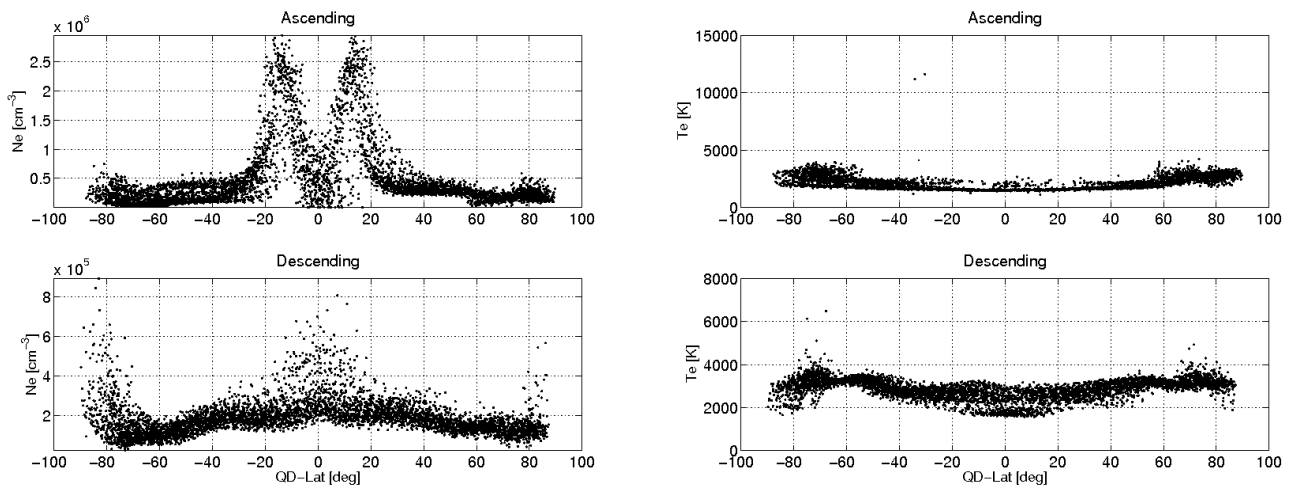 Ascending
x 10^6
Ne [cm^−3]
2.5
2
1.5
1
0.5
−100 −80 −60 −40 −20 0 20 40 60 80 100
Ascending
Te [K]
15000
10000
5000
0
−100 −80 −60 −40 −20 0 20 40 60 80 100
Descending
x 10^5
Ne [cm^−3]
8
6
4
2
−100 −80 −60 −40 −20 0 20 40 60 80 100
QD−Lat [deg]
Descending
Te [K]
8000
6000
4000
2000
0
−100 −80 −60 −40 −20 0 20 40 60 80 100
QD−Lat [deg]